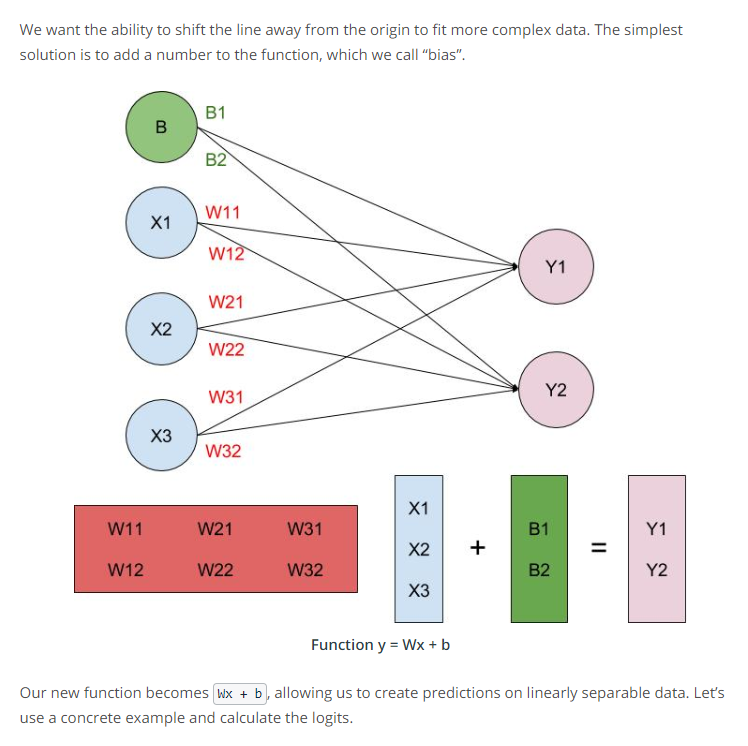 We want the ability to shift the line away from the origin to fit more complex data. The simplest
solution is to add a number to the function, which we call “bias”.
B
B1
B2
X1
W11
W12
X2
W21
W22
X3
W31
W32
Y1
Y2
W11 W21 W31
W12 W22 W32
X1
X2
X3
+
B1
B2
=
Y1
Y2
Function y = Wx + b
Our new function becomes Wx + b, allowing us to create predictions on linearly separable data. Let’s
use a concrete example and calculate the logits.